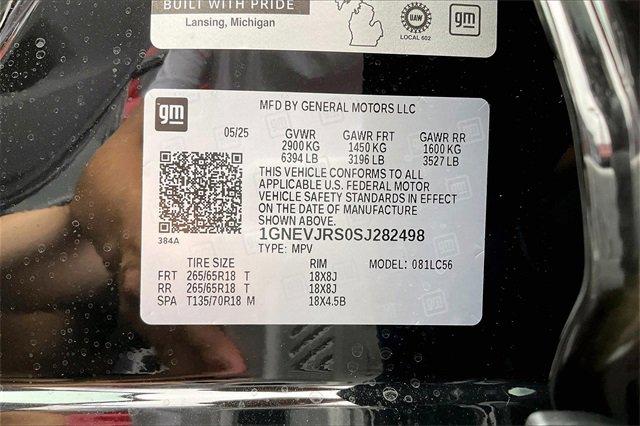 BUILT WITH PRIDE
Lansing, Michigan
UAW
LOCAL 602
gm
gm
MFD BY GENERAL MOTORS LLC
05/25 GVWR GAWR FRT GAWR RR
2900 KG 1450 KG 1600 KG
6394 LB 3196 LB 3527 LB
THIS VEHICLE CONFORMS TO ALL
APPLICABLE U.S. FEDERAL MOTOR
VEHICLE SAFETY STANDARDS IN EFFECT
ON THE DATE OF MANUFACTURE
SHOWN ABOVE.
384A
1GNEVJRS0SJ282498
TYPE: MPV
TIRE SIZE RIM MODEL: 081LC56
FRT 265/65R18 T 18X8J
RR 265/65R18 T 18X8J
SPA T135/70R18 M 18X4.5B